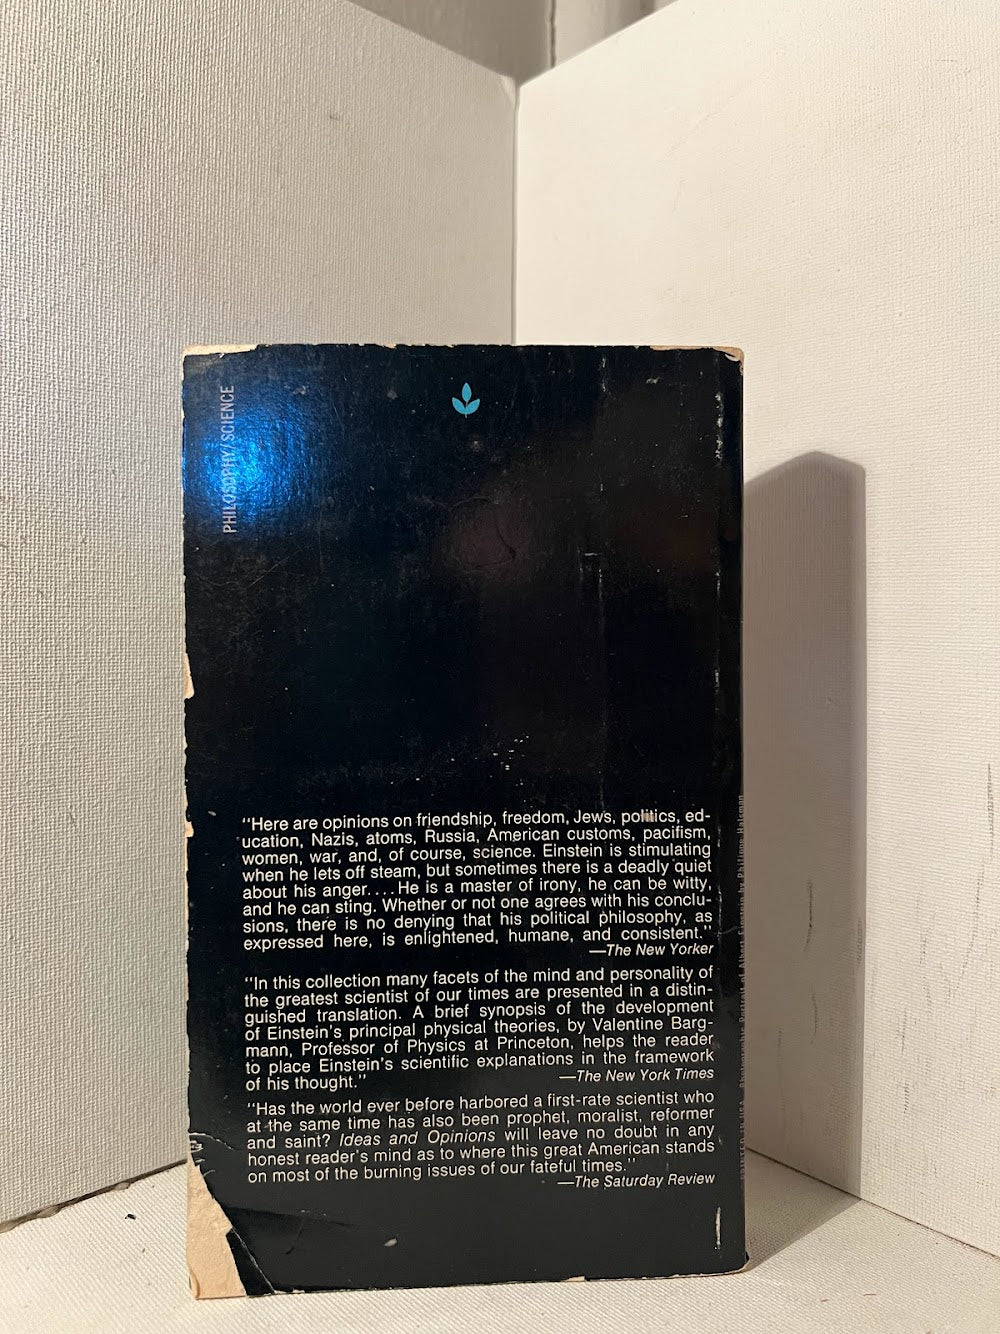 PHILOSOPHY/SCIENCE
"Here are opinions on friendship, freedom, Jews, politics, ed-
ucation, Nazis, atoms, Russia, American customs, pacifism,
women, war, and, of course, science. Einstein is stimulating
when he lets off steam, but sometimes there is a deadly quiet
about his anger.... He is a master of irony, he can be witty,
and he can sting. Whether or not one agrees with his conclu-
sions, there is no denying that his political philosophy, as
expressed here, is enlightened, humane, and consistent."
—The New Yorker
"In this collection many facets of the mind and personality of
the greatest scientist of our times are presented in a distin-
guished translation. A brief synopsis of the development
of Einstein's principal physical theories, by Valentine Barg-
mann, Professor of Physics at Princeton, helps the reader
to place Einstein's scientific explanations in the framework
of his thought."
—The New York Times
"Has the world ever before harbored a first-rate scientist who
at the same time has also been prophet, moralist, reformer
and saint? Ideas and Opinions will leave no doubt in any
honest reader's mind as to where this great American stands
on most of the burning issues of our fateful times."
—The Saturday Review
Portrait of Albert Einstein by Philippe Halsman